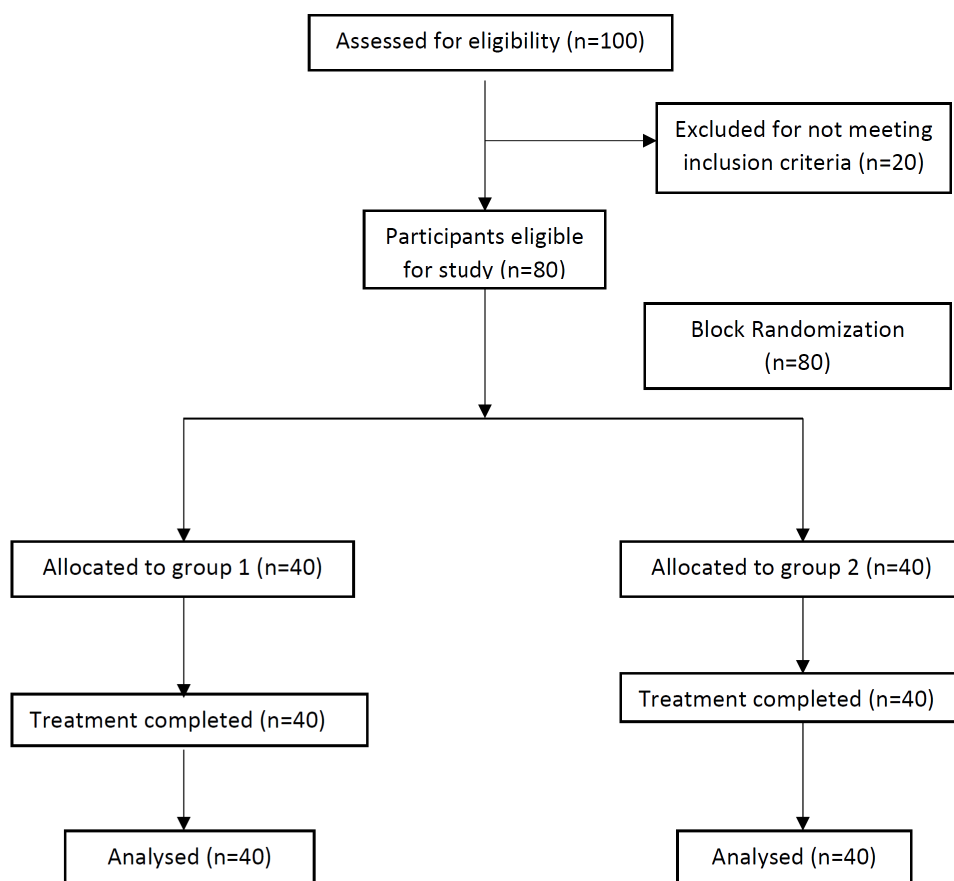 Assessed for eligibility (n=100)
Excluded for not meeting
inclusion criteria (n=20)
Participants eligible
for study (n=80)
Block Randomization
(n=80)
Allocated to group 1 (n=40)
Allocated to group 2 (n=40)
Treatment completed (n=40)
Treatment completed (n=40)
Analysed (n=40)
Analysed (n=40)